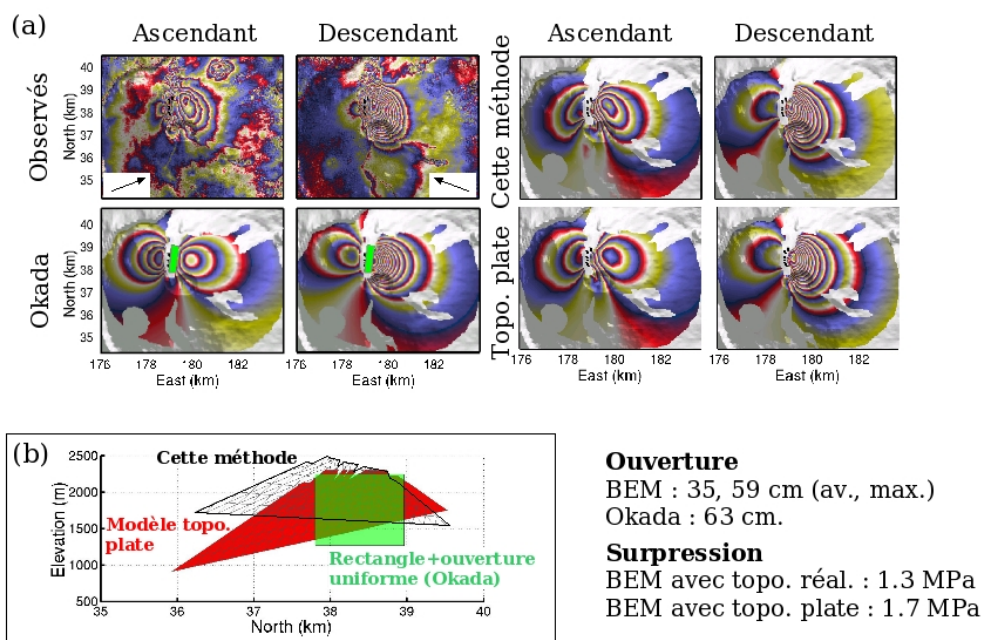 (a)
Ascendant Descendant Ascendant Descendant
Observés
North (km)
40
39
38
37
36
35
Cette méthode
Okada
North (km)
40
39
38
37
36
35
Topo. plate
176 178 180 182 176 178 180 182 176 178 180 182 176 178 180 182
East (km) East (km) East (km) East (km)
(b)
Elevation (m)
2500
2000
1500
1000
500
Cette méthode
Modèle topo.
plate
Rectangle+ouverture
uniforme (Okada)
35 36 37 38 39 40
North (km)
Ouverture
BEM : 35, 59 cm (av., max.)
Okada : 63 cm.
Surpression
BEM avec topo. réal. : 1.3 MPa
BEM avec topo. plate : 1.7 MPa